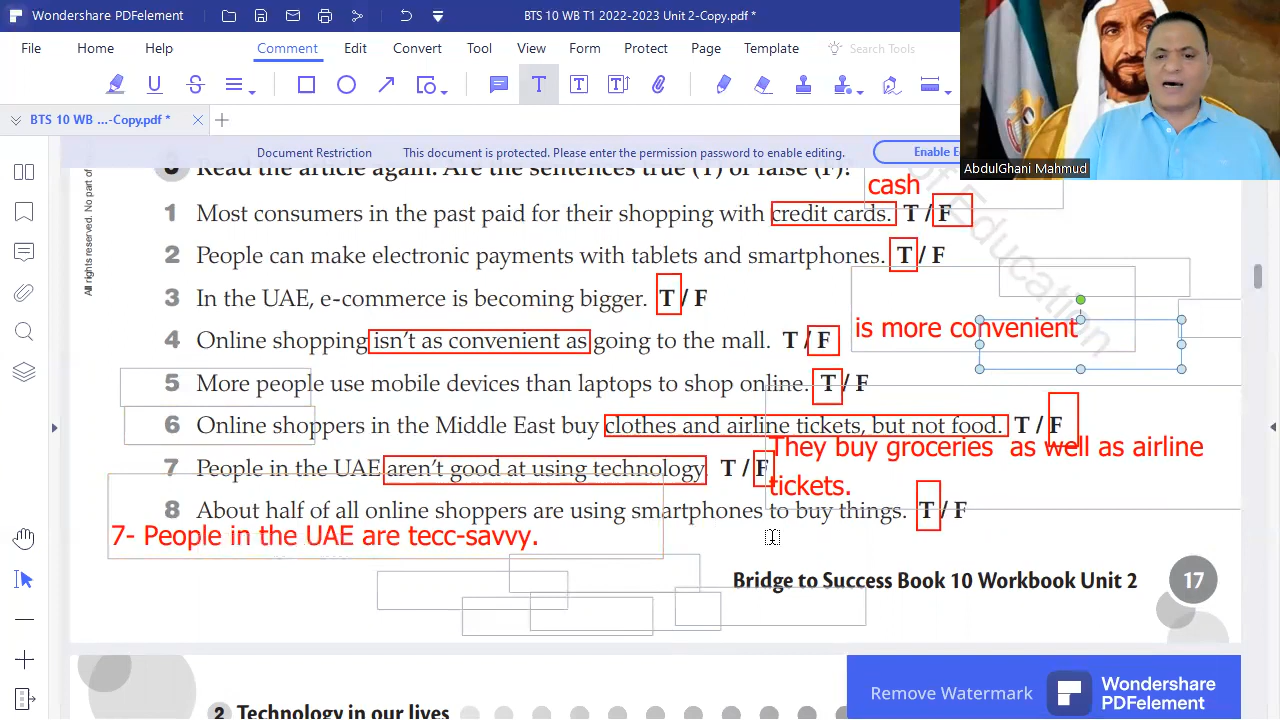 Wondershare PDFelement
BTS 10 WB T1 2022-2023 Unit 2-Copy.pdf *
File Home Help Comment Edit Convert Tool View Form Protect Page Template Search Tools
BTS 10 WB ...-Copy.pdf *
Document Restriction This document is protected. Please enter the permission password to enable editing. Enable E
AbdulGhani Mahmud
All rights reserved. No part of
of Education
3 Read the article again. Are the sentences true (T) or false (F)?
cash
1 Most consumers in the past paid for their shopping with credit cards. T / F
2 People can make electronic payments with tablets and smartphones. T / F
3 In the UAE, e-commerce is becoming bigger. T / F
is more convenient
4 Online shopping isn't as convenient as going to the mall. T / F
5 More people use mobile devices than laptops to shop online. T / F
6 Online shoppers in the Middle East buy clothes and airline tickets, but not food. T / F
They buy groceries as well as airline
tickets.
7 People in the UAE aren't good at using technology. T / F
8 About half of all online shoppers are using smartphones to buy things. T / F
7- People in the UAE are tecc-savvy.
Bridge to Success Book 10 Workbook Unit 2 17
2 Technology in our lives
Remove Watermark
Wondershare
PDFelement